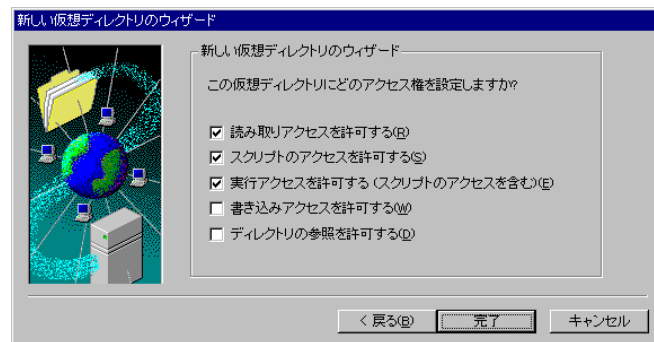 新しい仮想ディレクトリのウィザード
新しい仮想ディレクトリのウィザード
この仮想ディレクトリにどのアクセス権を設定しますか?
読み取りアクセスを許可する(R)
スクリプトのアクセスを許可する(S)
実行アクセスを許可する (スクリプトのアクセスを含む)(E)
書き込みアクセスを許可する(W)
ディレクトリの参照を許可する(D)
< 戻る(B) 完了 キャンセル